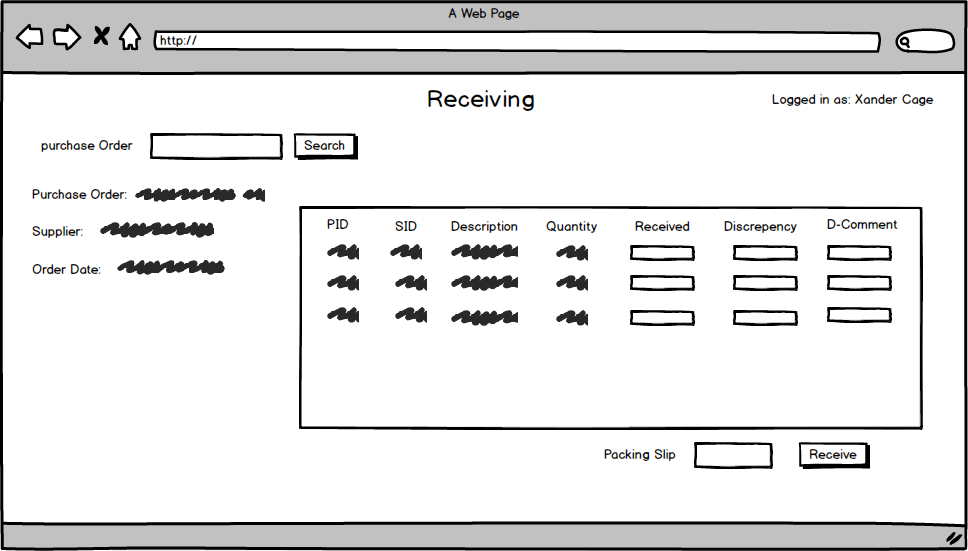 A Web Page
http://
Receiving
Logged in as: Xander Cage
purchase Order
Search
Purchase Order:
Supplier:
Order Date:
PID SID Description Quantity Received Discrepency D-Comment
Packing Slip
Receive